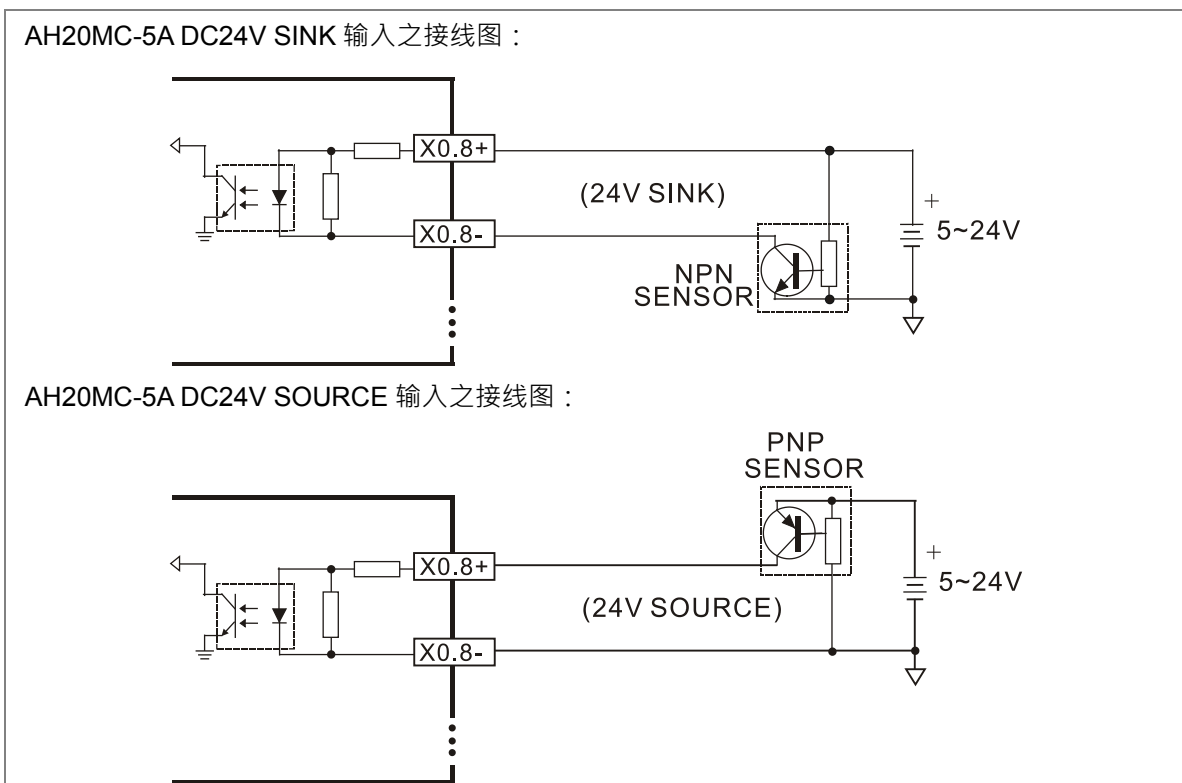 AH20MC-5A DC24V SINK 输入之接线图：
X0.8+
(24V SINK)
+
5~24V
X0.8-
NPN
SENSOR
AH20MC-5A DC24V SOURCE 输入之接线图：
PNP
SENSOR
X0.8+
+
5~24V
(24V SOURCE)
X0.8-